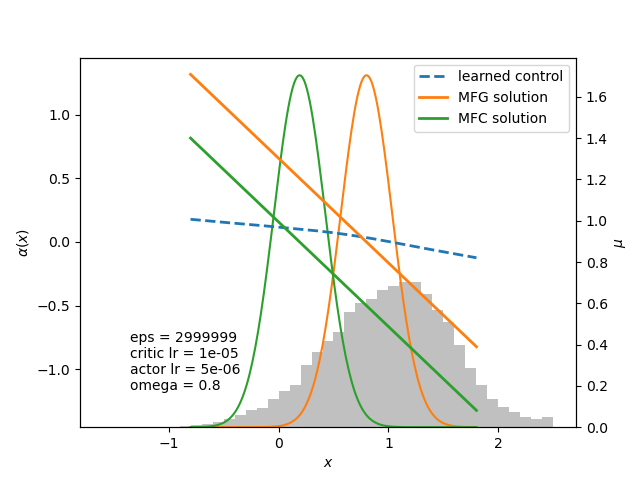 learned control
MFG solution
MFC solution
1.0
0.5
0.0
−0.5
−1.0
α(x)
eps = 2999999
critic lr = 1e-05
actor lr = 5e-06
omega = 0.8
1.6
1.4
1.2
1.0
0.8
0.6
0.4
0.2
0.0
μ
−1
0
1
2
x